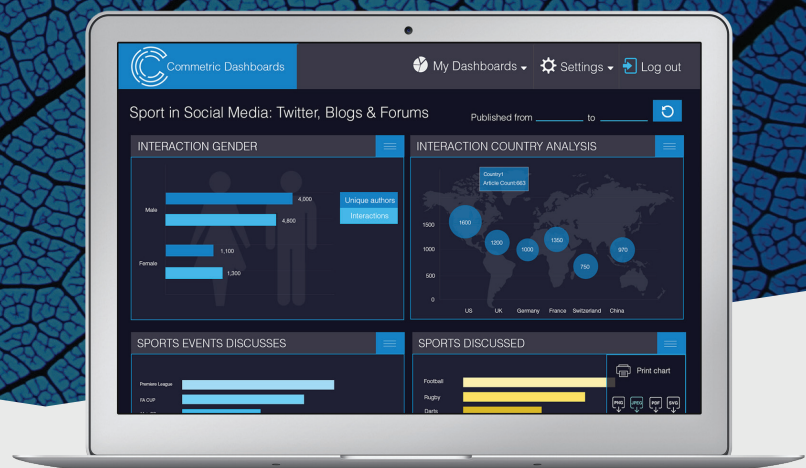 Commetric Dashboards
My Dashboards
Settings
Log out
Sport in Social Media: Twitter, Blogs & Forums
Published from
to
INTERACTION GENDER
Male
4,000
4,800
Female
1,100
1,300
Unique authors
Interactions
INTERACTION COUNTRY ANALYSIS
Country1
Article Count:663
1500
1000
500
0
1600
1200
1000
1350
750
970
US UK Germany France Switzerland China
SPORTS EVENTS DISCUSSES
Premiere League
FA CUP
SPORTS DISCUSSED
Football
Rugby
Darts
Print chart
PNG JPEG PDF SVG